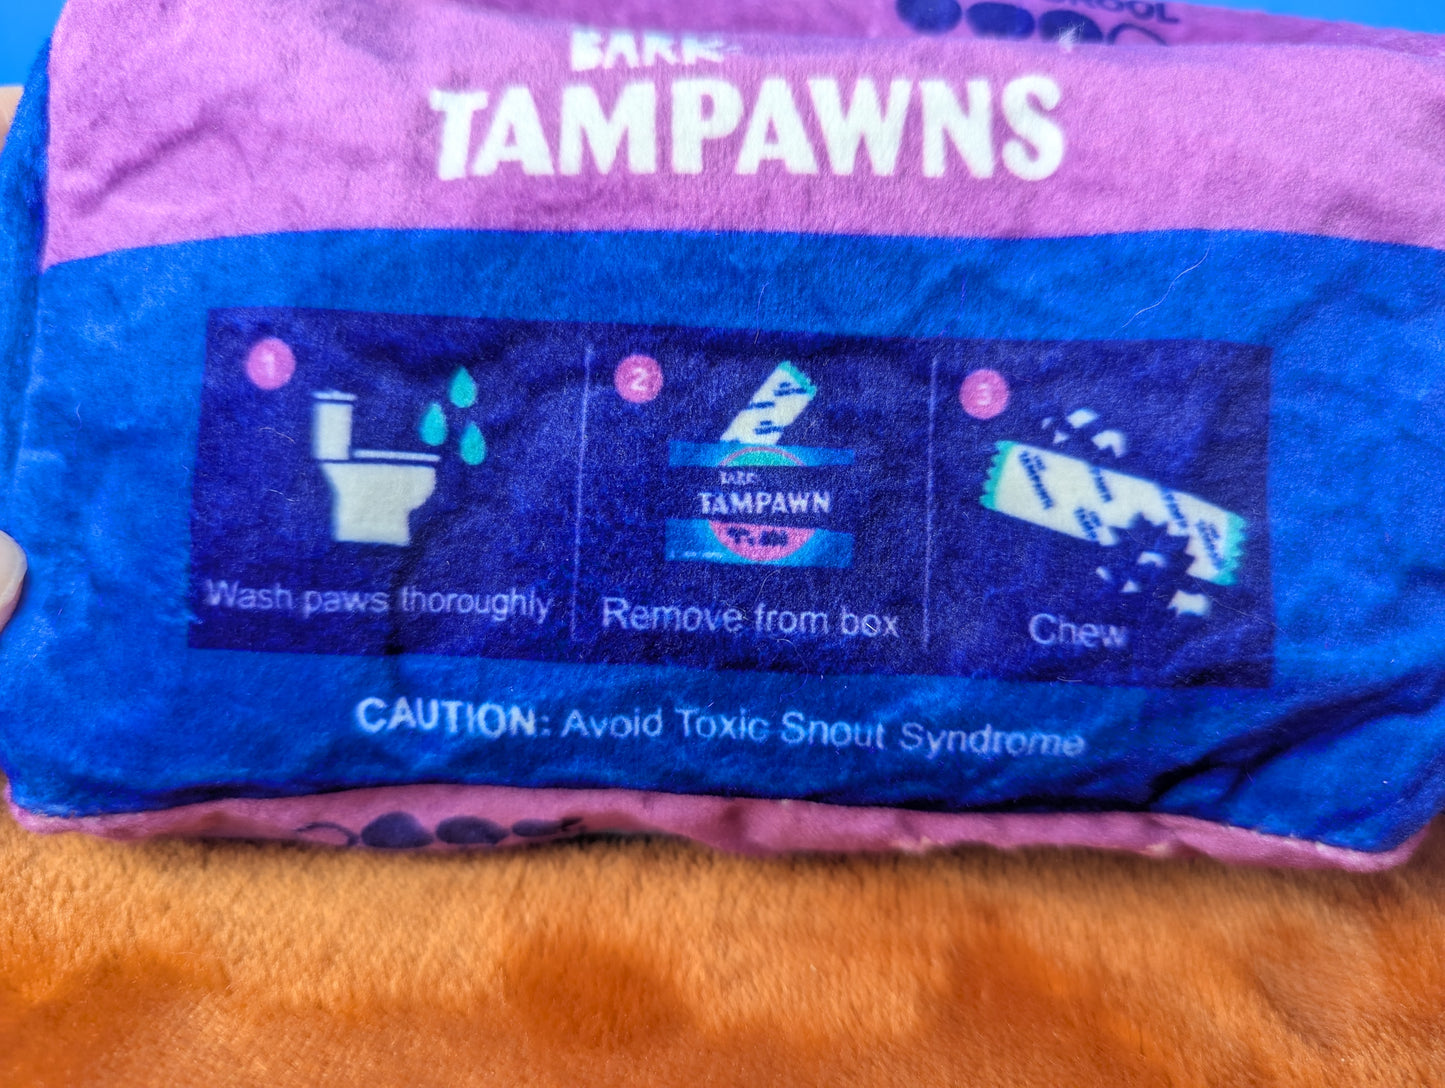 BARK
TAMPAWNS
1
2
3
BARK
TAMPAWN
Wash paws thoroughly
Remove from box
Chew
CAUTION: Avoid Toxic Snout Syndrome